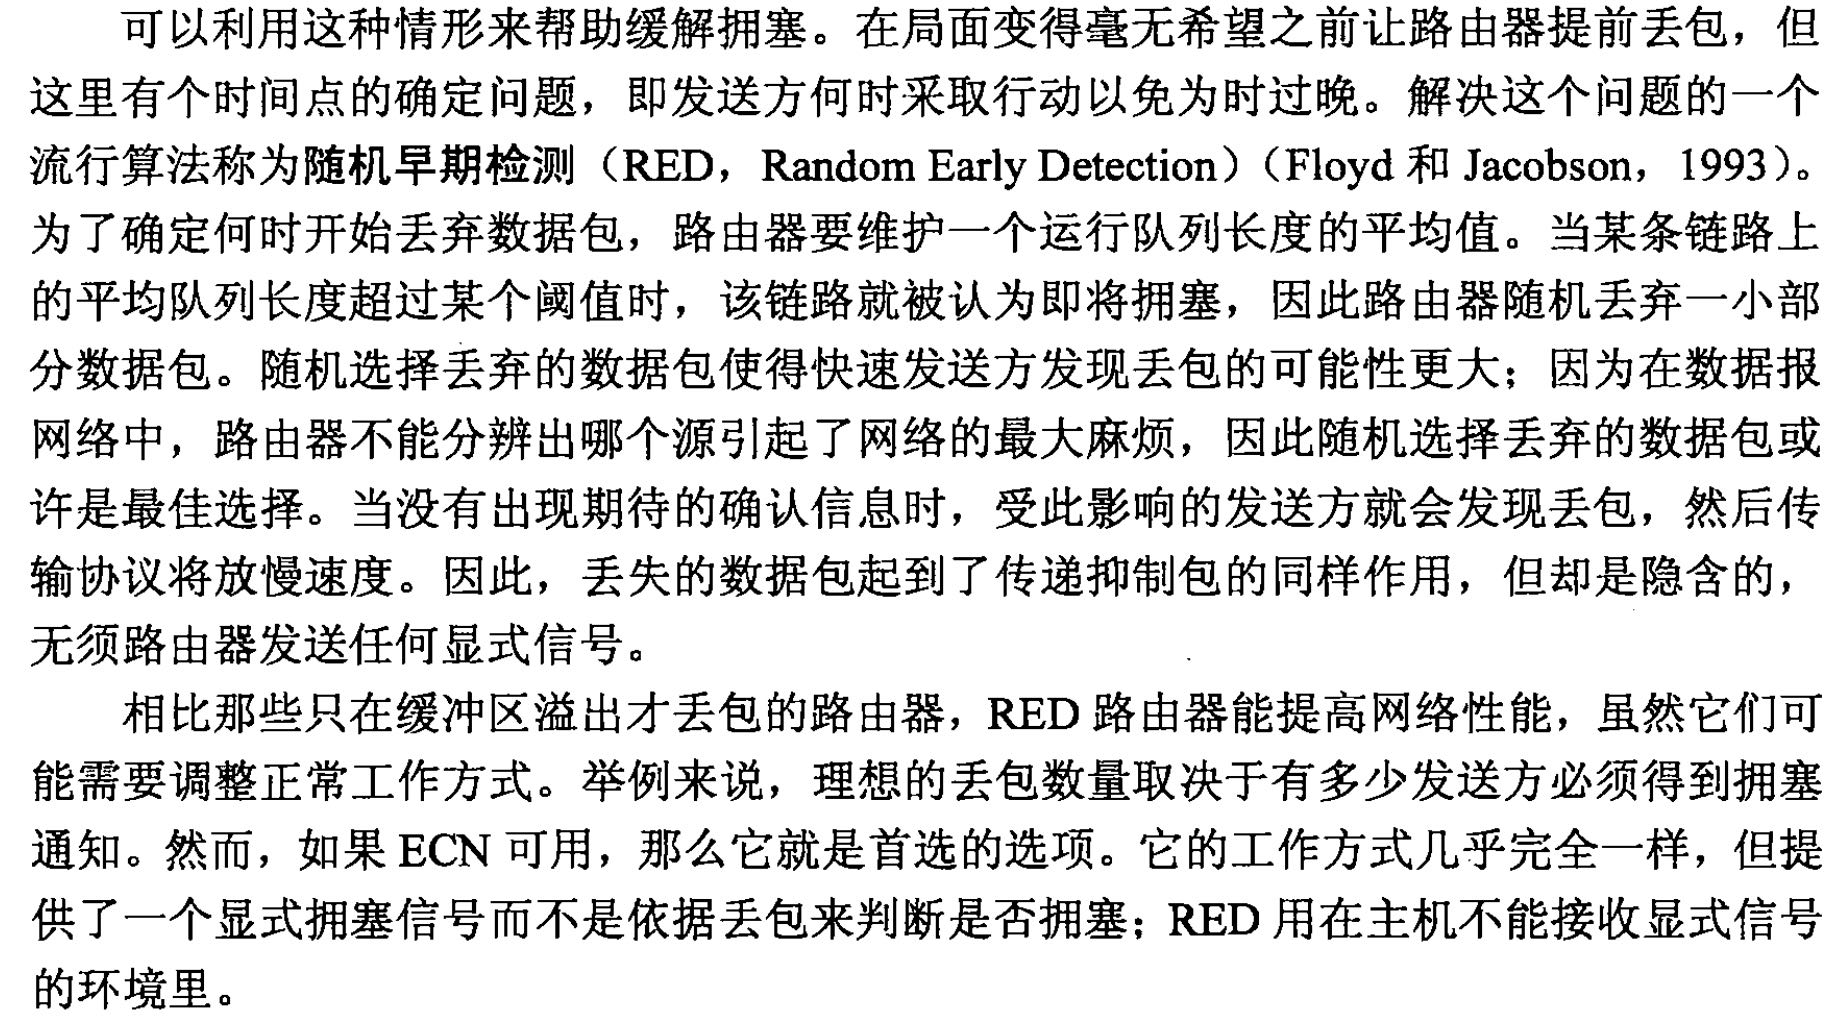 可以利用这种情形来帮助缓解拥塞。在局面变得毫无希望之前让路由器提前丢包，但
这里有个时间点的确定问题，即发送方何时采取行动以免为时过晚。解决这个问题的一个
流行算法称为随机早期检测（RED，Random Early Detection）（Floyd 和 Jacobson，1993）。
为了确定何时开始丢弃数据包，路由器要维护一个运行队列长度的平均值。当某条链路上
的平均队列长度超过某个阈值时，该链路就被认为即将拥塞，因此路由器随机丢弃一小部
分数据包。随机选择丢弃的数据包使得快速发送方发现丢包的可能性更大；因为在数据报
网络中，路由器不能分辨出哪个源引起了网络的最大麻烦，因此随机选择丢弃的数据包或
许是最佳选择。当没有出现期待的确认信息时，受此影响的发送方就会发现丢包，然后传
输协议将放慢速度。因此，丢失的数据包起到了传递抑制包的同样作用，但却是隐含的，
无须路由器发送任何显式信号。
相比那些只在缓冲区溢出才丢包的路由器，RED 路由器能提高网络性能，虽然它们可
能需要调整正常工作方式。举例来说，理想的丢包数量取决于有多少发送方必须得到拥塞
通知。然而，如果 ECN 可用，那么它就是首选的选项。它的工作方式几乎完全一样，但提
供了一个显式拥塞信号而不是依据丢包来判断是否拥塞；RED 用在主机不能接收显式信号
的环境里。